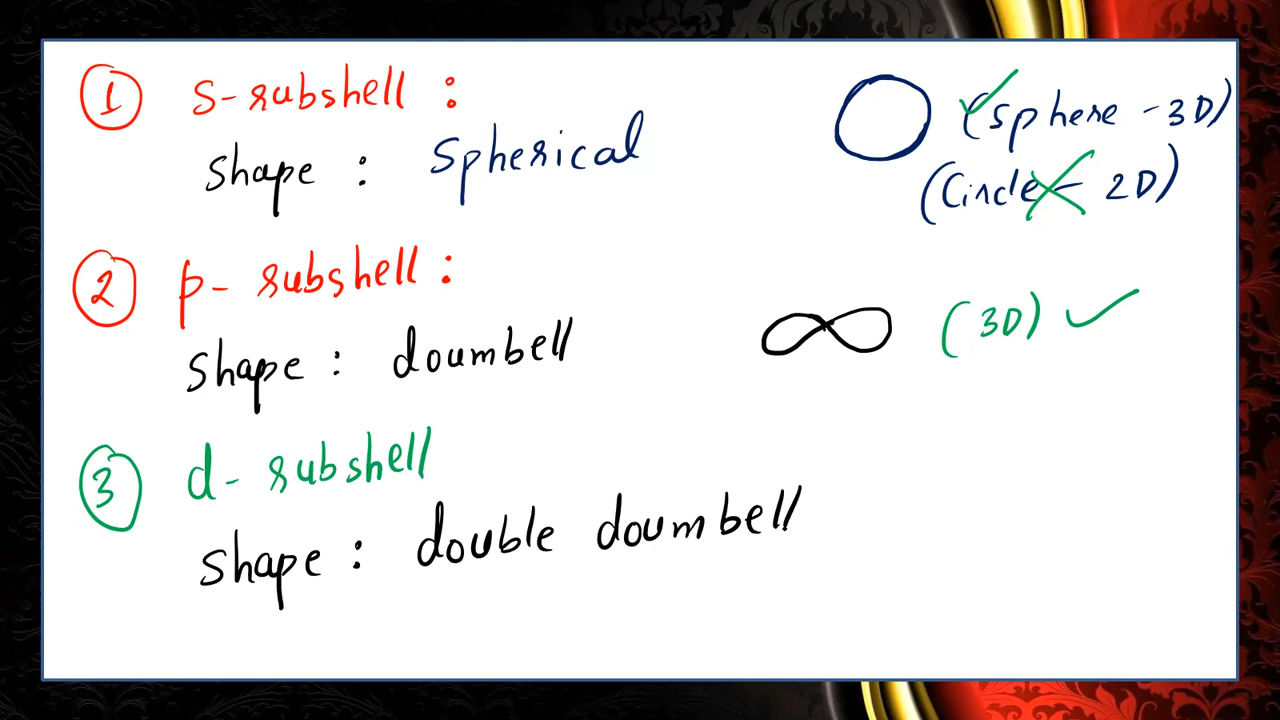 1 s-subshell :
shape : spherical
(sphere - 3D)
(Circle - 2D)
2 p- subshell :
shape : doumbell
(3D)
3 d- subshell
shape : double doumbell